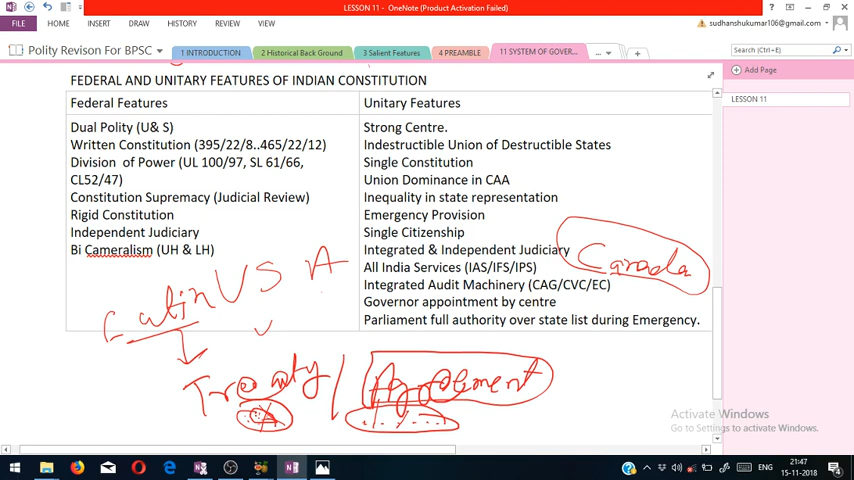 LESSON 11 - OneNote (Product Activation Failed)
FILE HOME INSERT DRAW HISTORY REVIEW VIEW
sudhanshukumar106@gmail.com
Polity Revison For BPSC
1 INTRODUCTION 2 Historical Back Ground 3 Salient Features 4 PREAMBLE 11 SYSTEM OF GOVER...
Search (Ctrl+E)
Add Page
LESSON 11
FEDERAL AND UNITARY FEATURES OF INDIAN CONSTITUTION
Federal Features
Dual Polity (U& S)
Written Constitution (395/22/8..465/22/12)
Division of Power (UL 100/97, SL 61/66,
CL52/47)
Constitution Supremacy (Judicial Review)
Rigid Constitution
Independent Judiciary
Bi Cameralism (UH & LH)
Unitary Features
Strong Centre.
Indestructible Union of Destructible States
Single Constitution
Union Dominance in CAA
Inequality in state representation
Emergency Provision
Single Citizenship
Integrated & Independent Judiciary
All India Services (IAS/IFS/IPS)
Integrated Audit Machinery (CAG/CVC/EC)
Governor appointment by centre
Parliament full authority over state list during Emergency.
Canada
USA
Latin
Treaty / Agreement
Activate Windows
Go to Settings to activate Windows.
ENG
21:47
15-11-2018
4